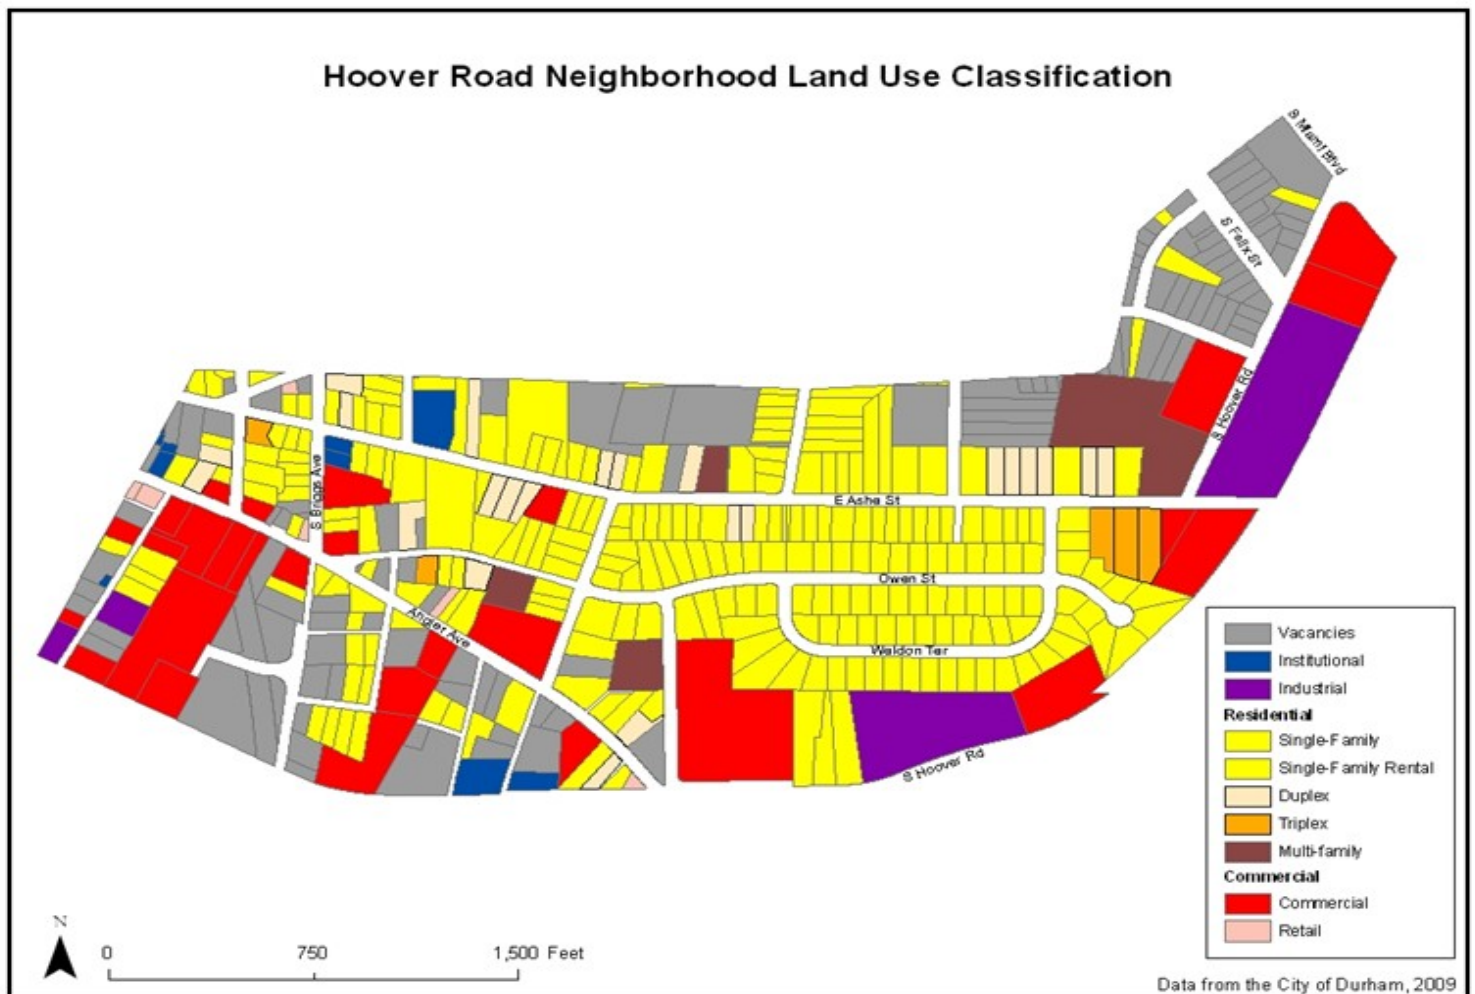 Hoover Road Neighborhood Land Use Classification
S Miami Blvd
S Felix St
S Hoover Rd
S Briggs Ave
E Ashe St
Owen St
Angier Ave
Weldon Ter
S Hoover Rd
Vacancies
Institutional
Industrial
Residential
Single-Family
Single-Family Rental
Duplex
Triplex
Multi-family
Commercial
Commercial
Retail
N
0 750 1,500 Feet
Data from the City of Durham, 2009